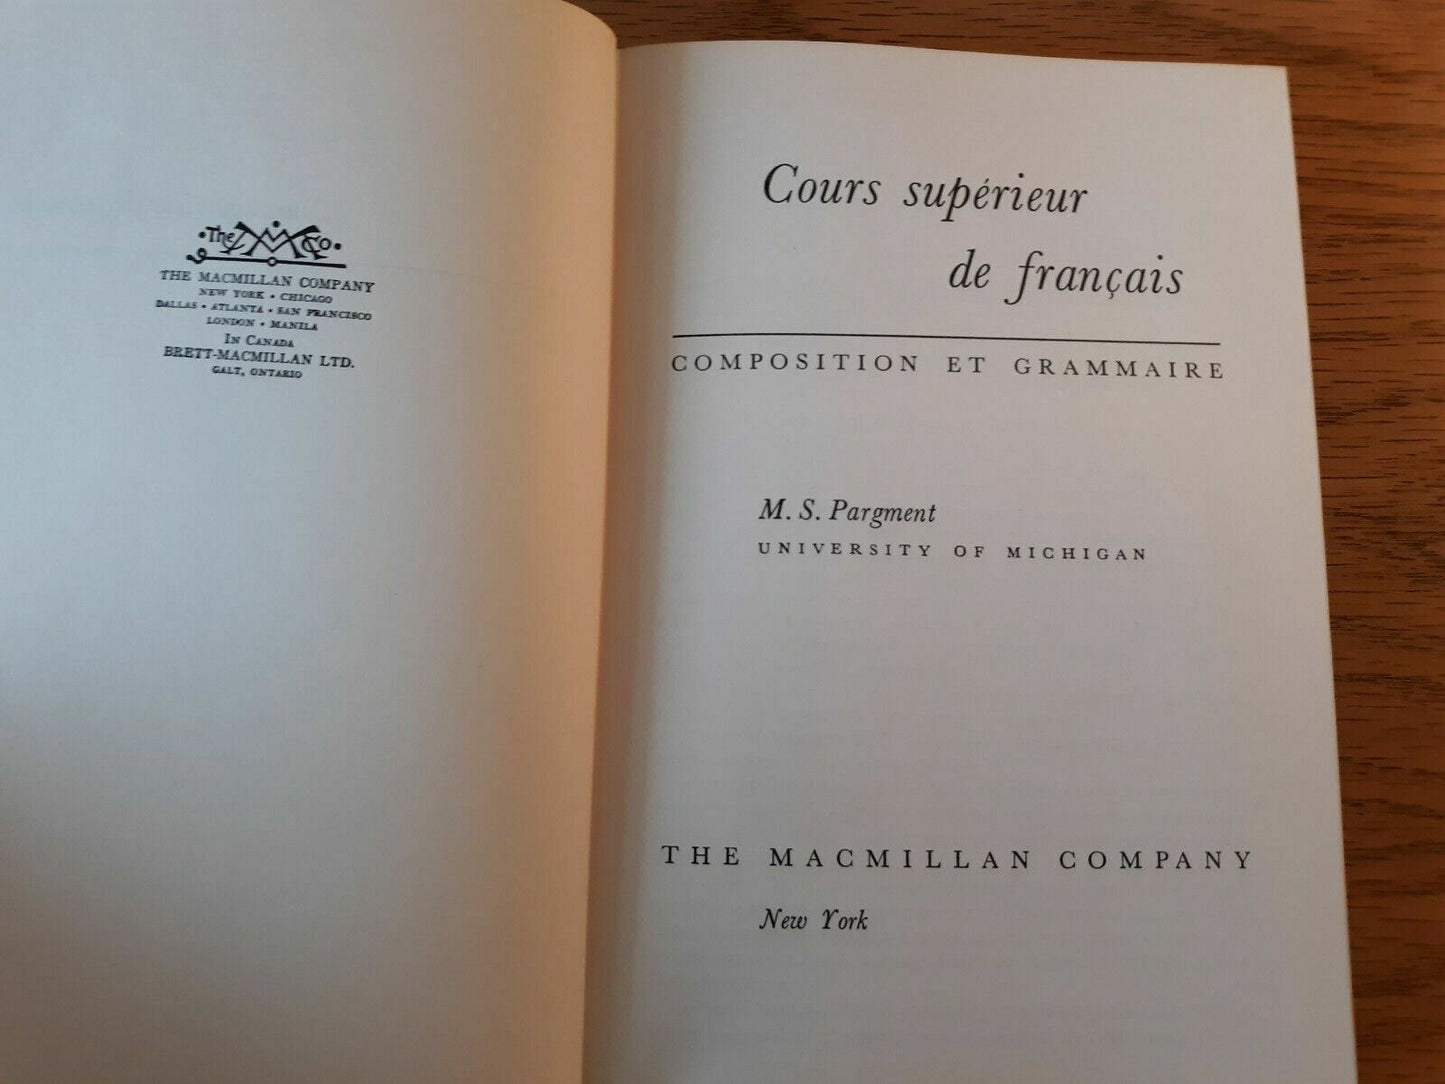 The M Co
THE MACMILLAN COMPANY
NEW YORK • CHICAGO
DALLAS • ATLANTA • SAN FRANCISCO
LONDON • MANILA
IN CANADA
BRETT-MACMILLAN LTD.
GALT, ONTARIO
Cours supérieur
de français
COMPOSITION ET GRAMMAIRE
M. S. Pargment
UNIVERSITY OF MICHIGAN
THE MACMILLAN COMPANY
New York